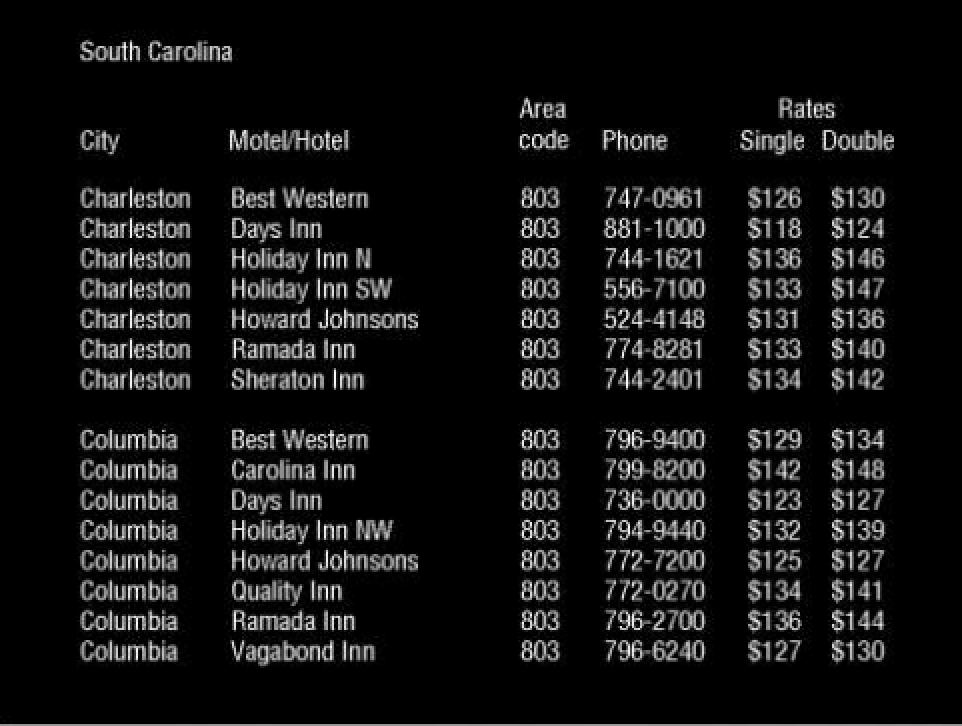 South Carolina
Area Rates
City Motel/Hotel code Phone Single Double
Charleston Best Western 803 747-0961 $126 $130
Charleston Days Inn 803 881-1000 $118 $124
Charleston Holiday Inn N 803 744-1621 $136 $146
Charleston Holiday Inn SW 803 556-7100 $133 $147
Charleston Howard Johnsons 803 524-4148 $131 $136
Charleston Ramada Inn 803 774-8281 $133 $140
Charleston Sheraton Inn 803 744-2401 $134 $142
Columbia Best Western 803 796-9400 $129 $134
Columbia Carolina Inn 803 799-8200 $142 $148
Columbia Days Inn 803 736-0000 $123 $127
Columbia Holiday Inn NW 803 794-9440 $132 $139
Columbia Howard Johnsons 803 772-7200 $125 $127
Columbia Quality Inn 803 772-0270 $134 $141
Columbia Ramada Inn 803 796-2700 $136 $144
Columbia Vagabond Inn 803 796-6240 $127 $130